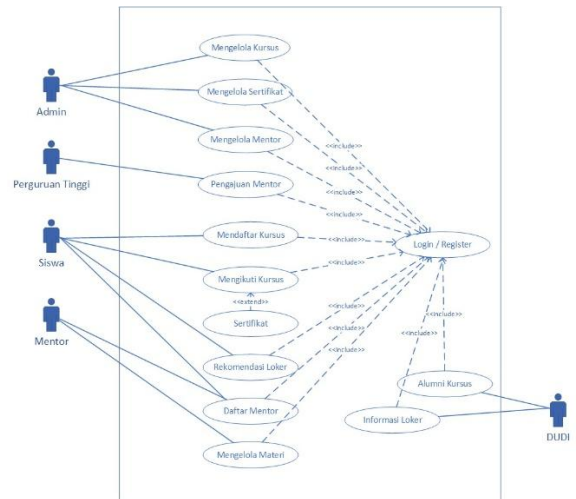 Mengelola Kursus
Mengelola Sertifikat
Admin
<<include>>
Mengelola Mentor
<<include>>
<<include>>
Perguruan Tinggi
Pengajuan Mentor
<<include>>
Mendaftar Kursus
<<include>>
Login / Register
Siswa
Mengikuti Kursus
<<include>>
<<extend>>
Sertifikat
<<include>>
<<include>>
<<include>>
<<include>>
<<include>>
Mentor
Rekomendasi Loker
Alumni Kursus
Daftar Mentor
Informasi Loker
DUDI
Mengelola Materi